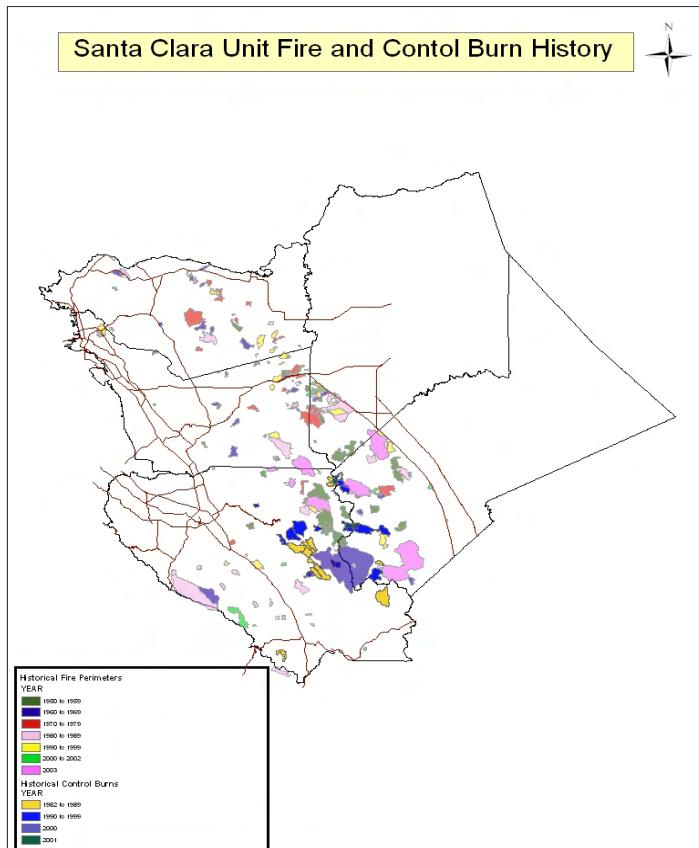 Santa Clara Unit Fire and Contol Burn History
N
Historical Fire Perimeters
YEAR
1950 to 1959
1960 to 1969
1970 to 1979
1980 to 1989
1990 to 1999
2000 to 2002
2003
Historical Control Burns
YEAR
1982 to 1989
1990 to 1999
2000
2001